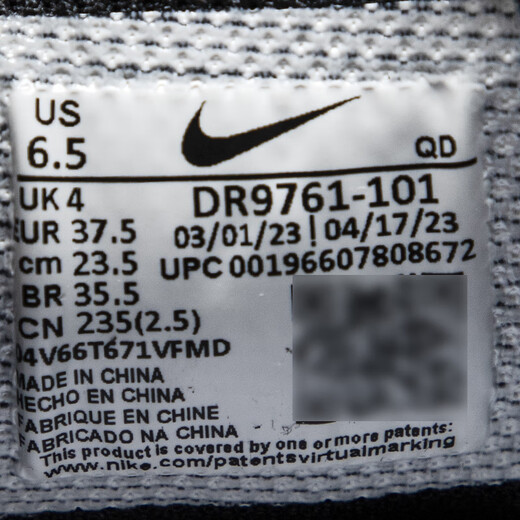 US
6.5
QD
UK 4
DR9761-101
EUR 37.5
03/01/23 | 04/17/23
cm 23.5
UPC 00196607808672
BR 35.5
CN 235(2.5)
04V66T671VFMD
MADE IN CHINA
HECHO EN CHINA
FABRIQUE EN CHINE
FABRICADO NA CHINA
This product is covered by one or more patents:
www.nike.com/patentsvirtualmarking